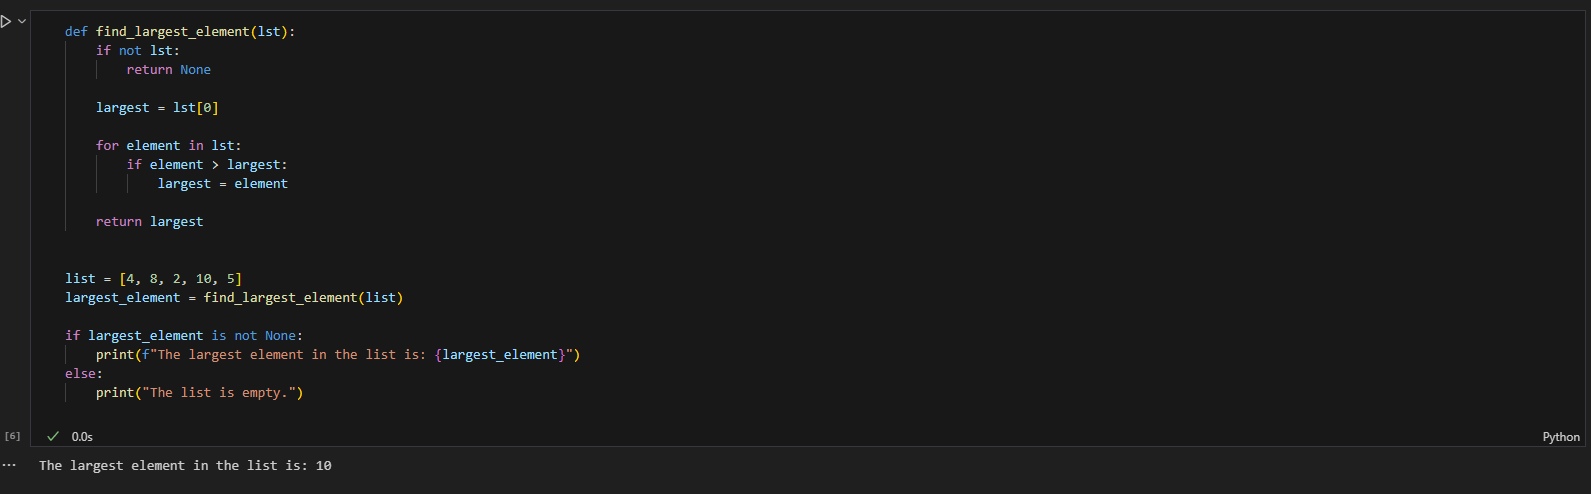 def find_largest_element(lst):
    if not lst:
        return None
    largest = lst[0]
    for element in lst:
        if element > largest:
            largest = element
    return largest
list = [4, 8, 2, 10, 5]
largest_element = find_largest_element(list)
if largest_element is not None:
    print(f"The largest element in the list is: {largest_element}")
else:
    print("The list is empty.")
[6] 0.0s Python
... The largest element in the list is: 10